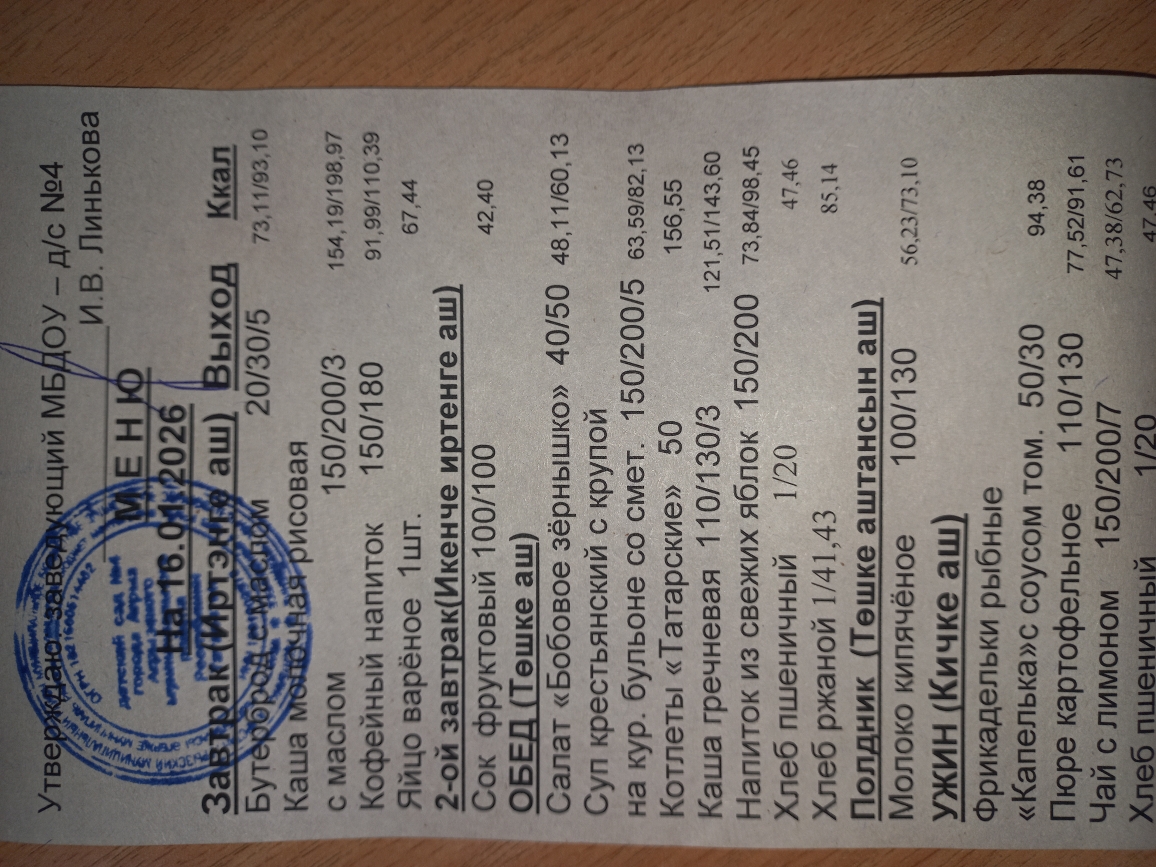 Утверждаю: заведующий МБДОУ – д/с №4
И.В. Линькова
М Е Н Ю
На 16.01.2026
Завтрак (Иртэнге аш) Выход Ккал
Бутерброд с маслом 20/30/5 73,11/93,10
Каша молочная рисовая
с маслом 150/200/3 154,19/198,97
Кофейный напиток 150/180 91,99/110,39
Яйцо варёное 1шт. 67,44
2-ой завтрак(Икенче иртенге аш)
Сок фруктовый 100/100 42,40
ОБЕД (Төшке аш)
Салат «Бобовое зёрнышко» 40/50 48,11/60,13
Суп крестьянский с крупой
на кур. бульоне со смет. 150/200/5 63,59/82,13
Котлеты «Татарские» 50 156,55
Каша гречневая 110/130/3 121,51/143,60
Напиток из свежих яблок 150/200 73,84/98,45
Хлеб пшеничный 1/20 47,46
Хлеб ржаной 1/41,43 85,14
Полдник (Төшке аштансын аш)
Молоко кипячёное 100/130 56,23/73,10
УЖИН (Кичке аш)
Фрикадельки рыбные
«Капелька»с соусом том. 50/30 94,38
Пюре картофельное 110/130 77,52/91,61
Чай с лимоном 150/200/7 47,38/62,73
Хлеб пшеничный 1/20 47,46